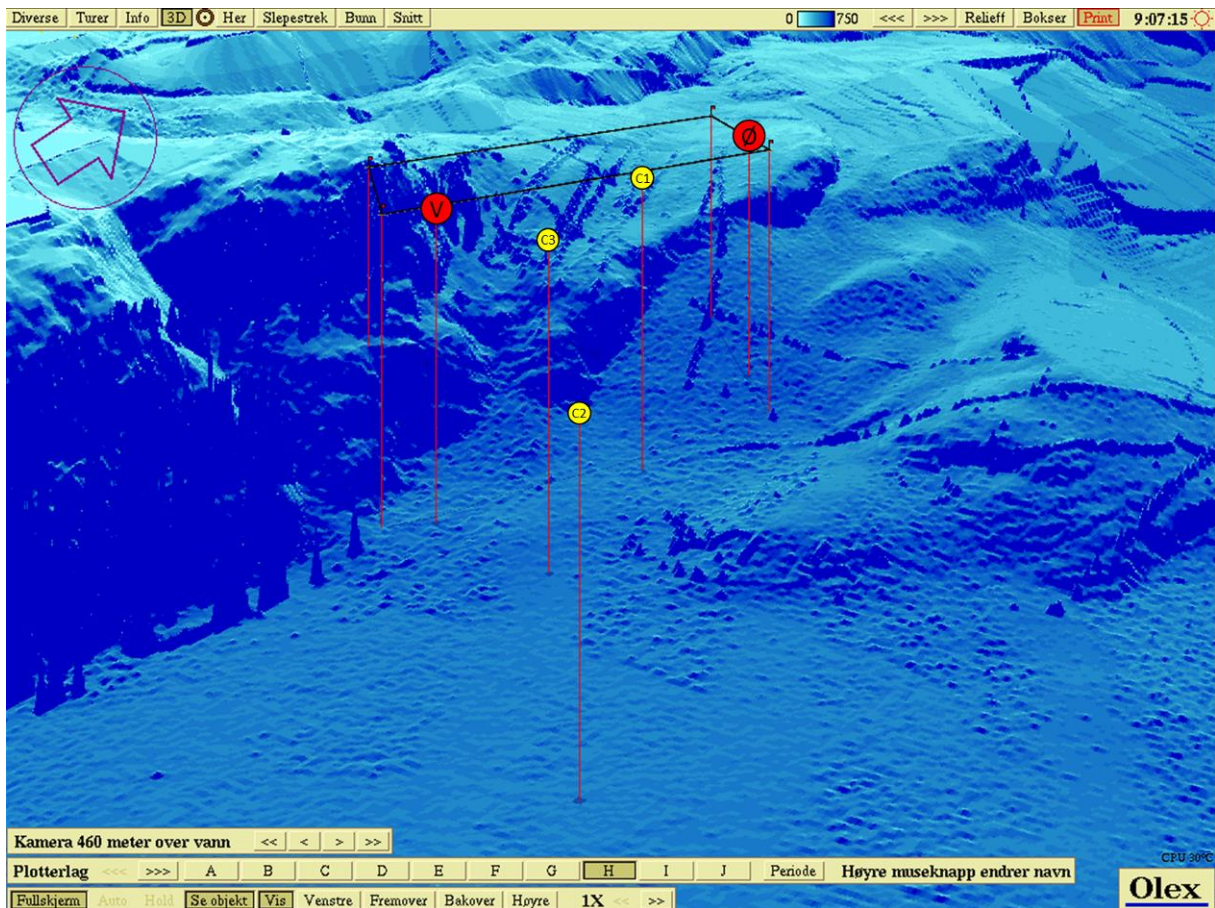 Diverse Turer Info 3D Her Slepestrek Bunn Snitt 0 750 <<< >>> Relieff Bokser Print 9:07:15
Ø
C1
V
C3
C2
Kamera 460 meter over vann << < > >>
CPU 30°C
Plotterlag <<< >>> A B C D E F G H I J Periode Høyre museknapp endrer navn
Olex
Fullskjerm Auto Hold Se objekt Vis Venstre Fremover Bakover Høyre 1X << >>